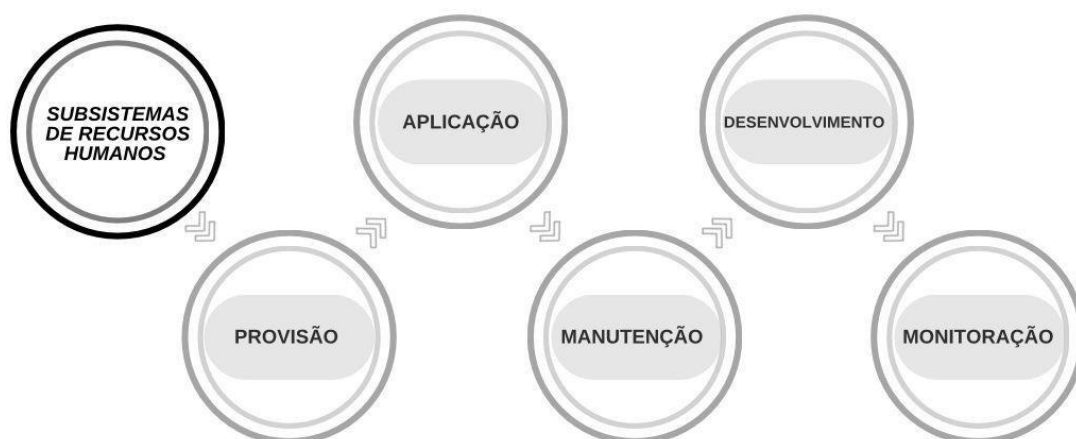 SUBSISTEMAS
DE RECURSOS
HUMANOS
PROVISÃO
APLICAÇÃO
MANUTENÇÃO
DESENVOLVIMENTO
MONITORAÇÃO